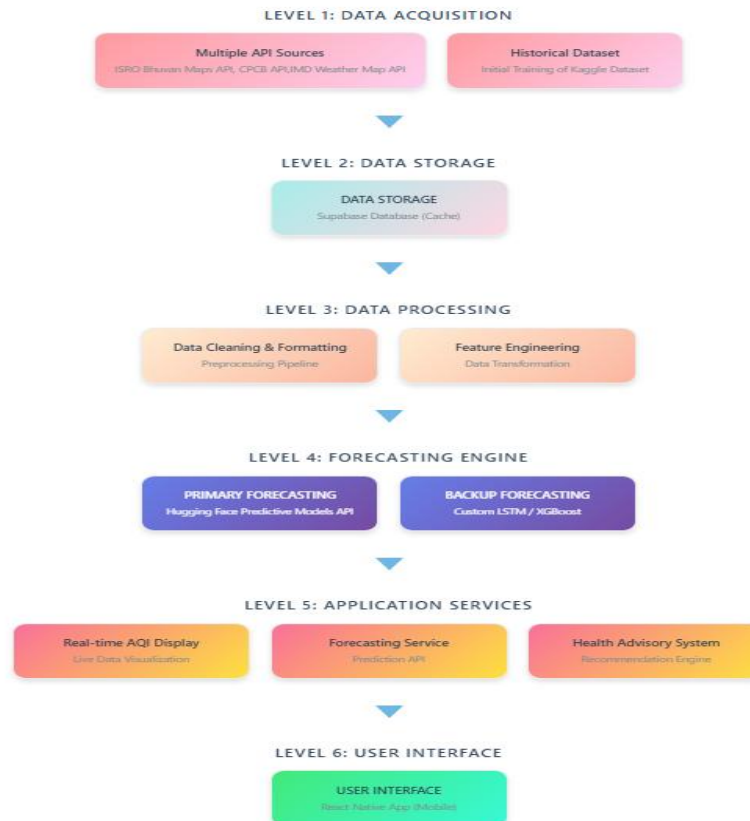 LEVEL 1: DATA ACQUISITION
Multiple API Sources
Historical Dataset
ISRO Bhuvan Maps API, CPCB API,IMD Weather Map API
Initial Training of Kaggle Dataset
LEVEL 2: DATA STORAGE
DATA STORAGE
Supabase Database (Cache)
LEVEL 3: DATA PROCESSING
Data Cleaning & Formatting
Feature Engineering
Preprocessing Pipeline
Data Transformation
LEVEL 4: FORECASTING ENGINE
PRIMARY FORECASTING
BACKUP FORECASTING
Hugging Face Predictive Models API
Custom LSTM / XGBoost
LEVEL 5: APPLICATION SERVICES
Real-time AQI Display
Forecasting Service
Health Advisory System
Live Data Visualization
Prediction API
Recommendation Engine
LEVEL 6: USER INTERFACE
USER INTERFACE
React Native App (Mobile)